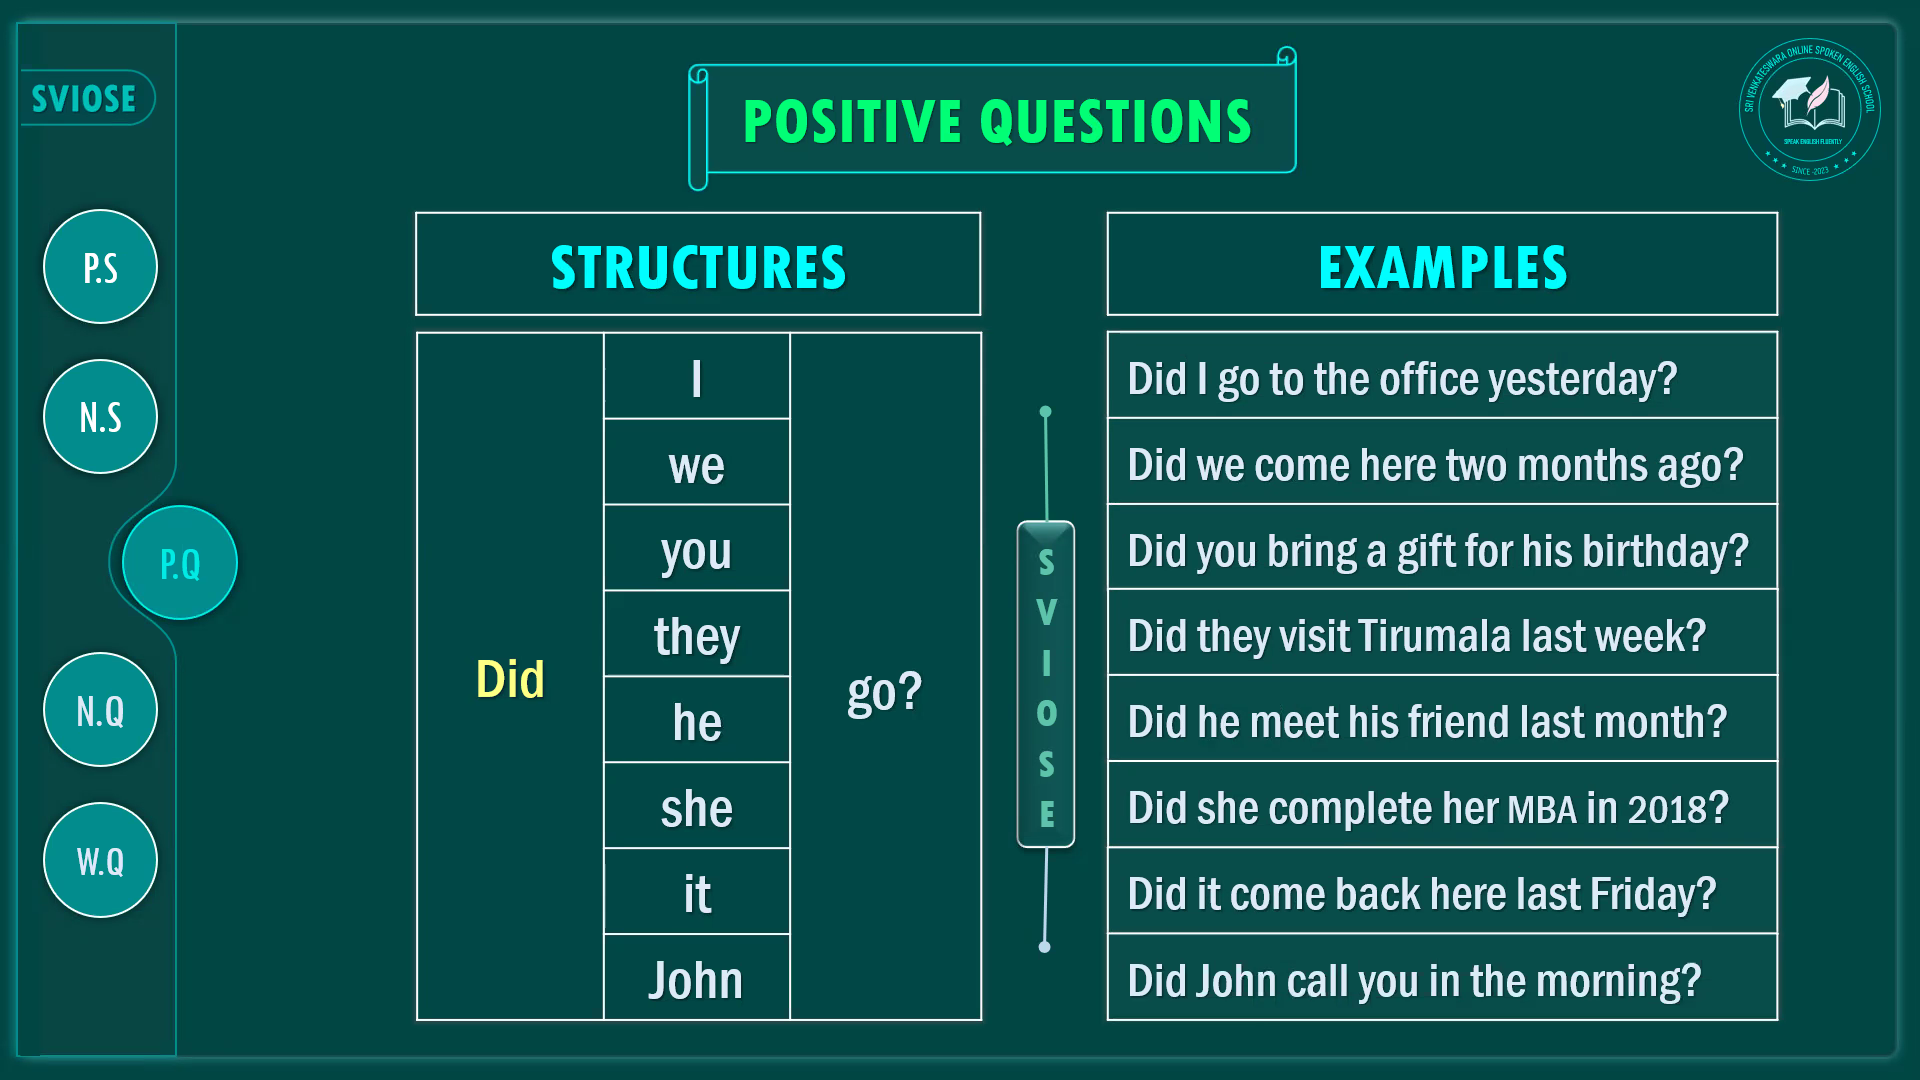 SVIOSE
POSITIVE QUESTIONS
SRI VENKATESWARA ONLINE SPOKEN ENGLISH SCHOOL
SPEAK ENGLISH FLUENTLY
SINCE -2023
P.S
N.S
P.Q
N.Q
W.Q
STRUCTURES
Did
I
we
you
they
he
she
it
John
go?
SVIOSE
EXAMPLES
Did I go to the office yesterday?
Did we come here two months ago?
Did you bring a gift for his birthday?
Did they visit Tirumala last week?
Did he meet his friend last month?
Did she complete her MBA in 2018?
Did it come back here last Friday?
Did John call you in the morning?